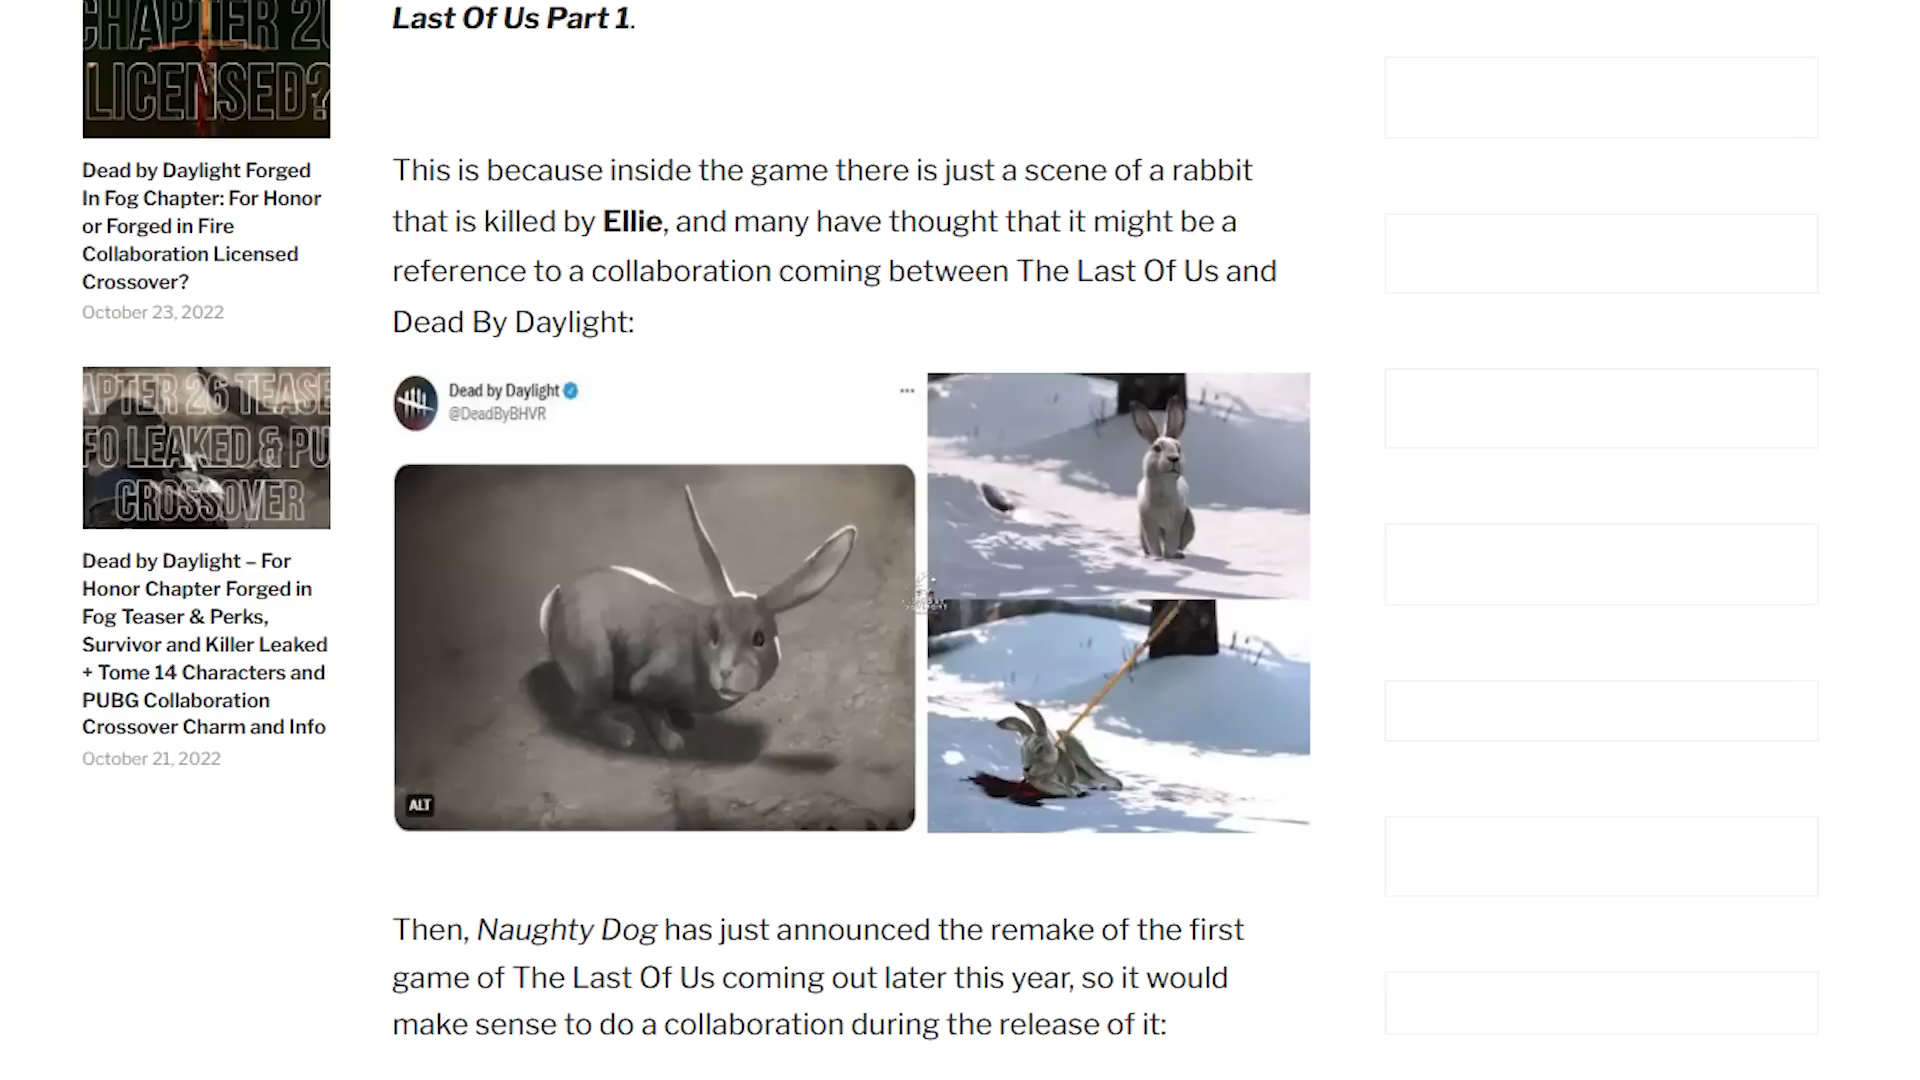 CHAPTER 2
LICENSED?
Dead by Daylight Forged
In Fog Chapter: For Honor
or Forged in Fire
Collaboration Licensed
Crossover?
October 23, 2022
APTER 26 TEASE
FO LEAKED & PU
CROSSOVER
Dead by Daylight – For
Honor Chapter Forged in
Fog Teaser & Perks,
Survivor and Killer Leaked
+ Tome 14 Characters and
PUBG Collaboration
Crossover Charm and Info
October 21, 2022
Last Of Us Part 1.
This is because inside the game there is just a scene of a rabbit
that is killed by Ellie, and many have thought that it might be a
reference to a collaboration coming between The Last Of Us and
Dead By Daylight:
Dead by Daylight
@DeadByBHVR
ALT
Then, Naughty Dog has just announced the remake of the first
game of The Last Of Us coming out later this year, so it would
make sense to do a collaboration during the release of it: